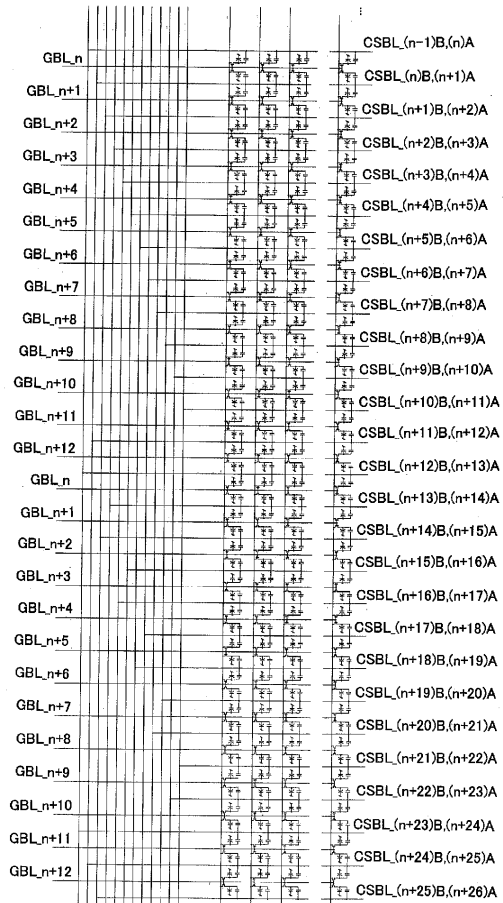 CSBL_(n-1)B,(n)A
GBL_n
CSBL_(n)B,(n+1)A
GBL_n+1
CSBL_(n+1)B,(n+2)A
GBL_n+2
CSBL_(n+2)B,(n+3)A
GBL_n+3
CSBL_(n+3)B,(n+4)A
GBL_n+4
CSBL_(n+4)B,(n+5)A
GBL_n+5
CSBL_(n+5)B,(n+6)A
GBL_n+6
CSBL_(n+6)B,(n+7)A
GBL_n+7
CSBL_(n+7)B,(n+8)A
GBL_n+8
CSBL_(n+8)B,(n+9)A
GBL_n+9
CSBL_(n+9)B,(n+10)A
GBL_n+10
CSBL_(n+10)B,(n+11)A
GBL_n+11
CSBL_(n+11)B,(n+12)A
GBL_n+12
CSBL_(n+12)B,(n+13)A
GBL_n
CSBL_(n+13)B,(n+14)A
GBL_n+1
CSBL_(n+14)B,(n+15)A
GBL_n+2
CSBL_(n+15)B,(n+16)A
GBL_n+3
CSBL_(n+16)B,(n+17)A
GBL_n+4
CSBL_(n+17)B,(n+18)A
GBL_n+5
CSBL_(n+18)B,(n+19)A
GBL_n+6
CSBL_(n+19)B,(n+20)A
GBL_n+7
CSBL_(n+20)B,(n+21)A
GBL_n+8
CSBL_(n+21)B,(n+22)A
GBL_n+9
CSBL_(n+22)B,(n+23)A
GBL_n+10
CSBL_(n+23)B,(n+24)A
GBL_n+11
CSBL_(n+24)B,(n+25)A
GBL_n+12
CSBL_(n+25)B,(n+26)A